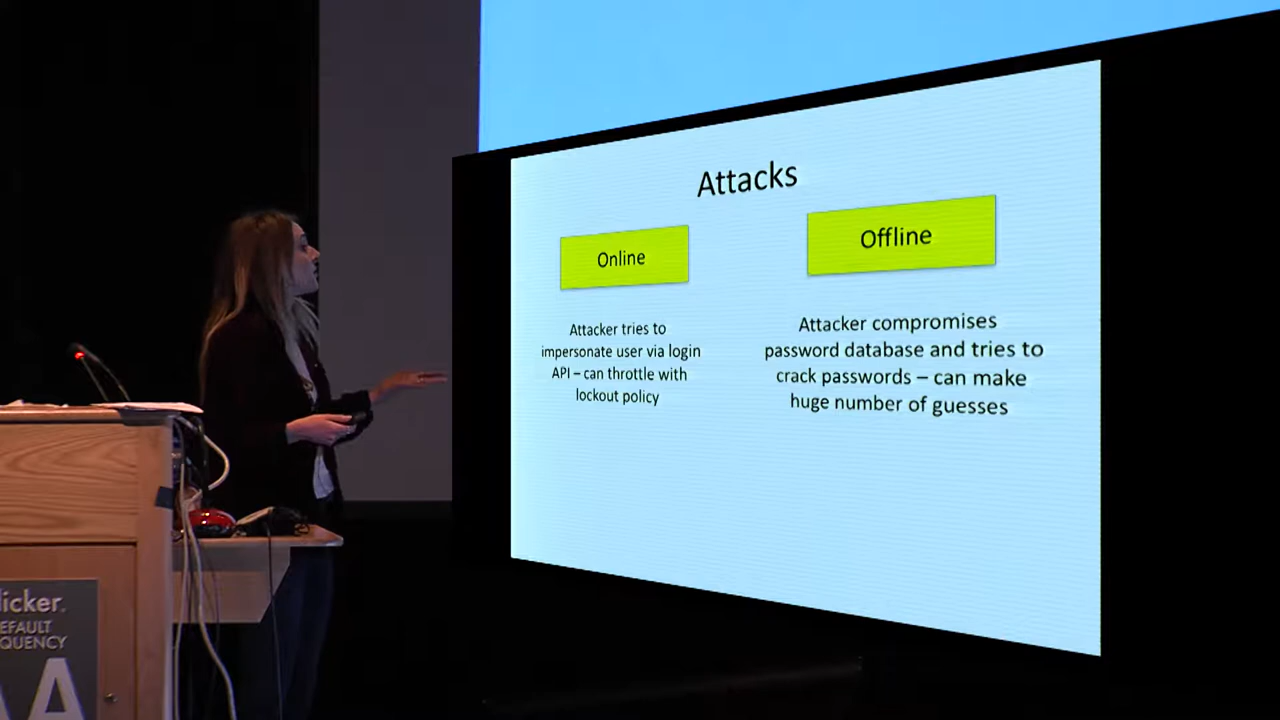 Attacks
Online
Offline
Attacker tries to
impersonate user via login
API – can throttle with
lockout policy
Attacker compromises
password database and tries to
crack passwords – can make
huge number of guesses
licker.
EFAULT
QUENCY
AA